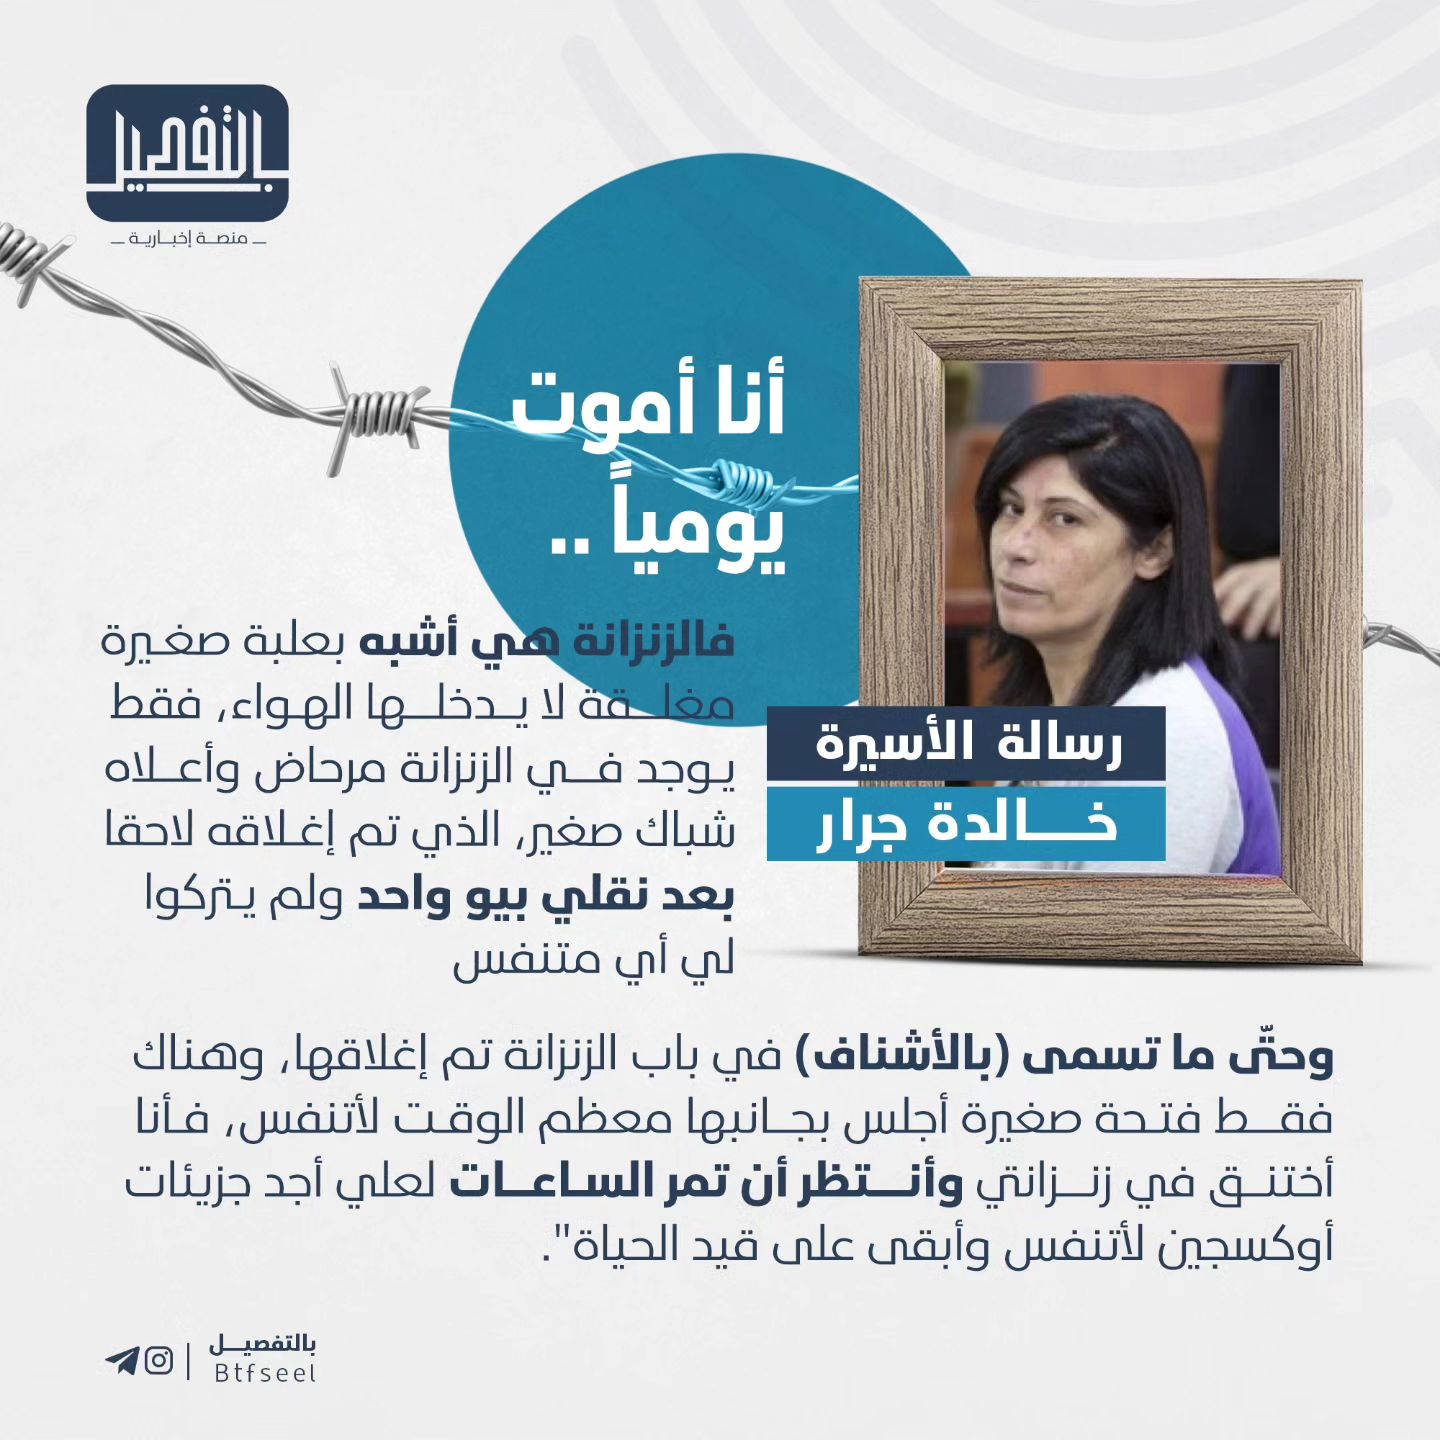 بالتفصيل
منصة إخبارية
أنا أموت
يومياً ..
فالزنزانة هي أشبه بعلبة صغيرة
مغلقة لا يدخلها الهواء، فقط
يوجد في الزنزانة مرحاض وأعلاه
شباك صغير، الذي تم إغلاقه لاحقا
بعد نقلي بيو واحد ولم يتركوا
لي أي متنفس
رسالة الأسيرة
خالدة جرار
وحتّى ما تسمى (بالأشناف) في باب الزنزانة تم إغلاقها، وهناك
فقط فتحة صغيرة أجلس بجانبها معظم الوقت لأتنفس، فأنا
أختنق في زنزانتي وأنتظر أن تمر الساعات لعلي أجد جزيئات
أوكسجين لأتنفس وأبقى على قيد الحياة".
بالتفصيل
Btfseel